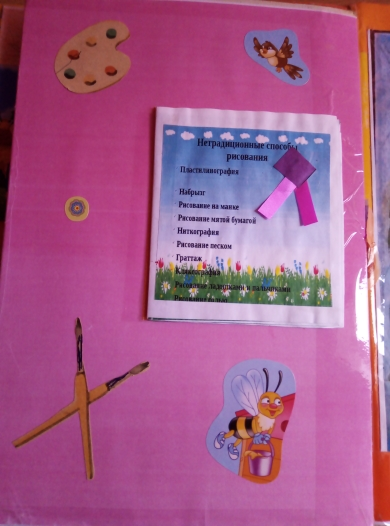 Нетрадиционные способы
рисования
Пластилинография
Набрызг
Рисование на манке
Рисование мятой бумагой
Ниткография
Рисование песком
Граттаж
Кляксография
Рисование ладошками и пальчиками
Рисование